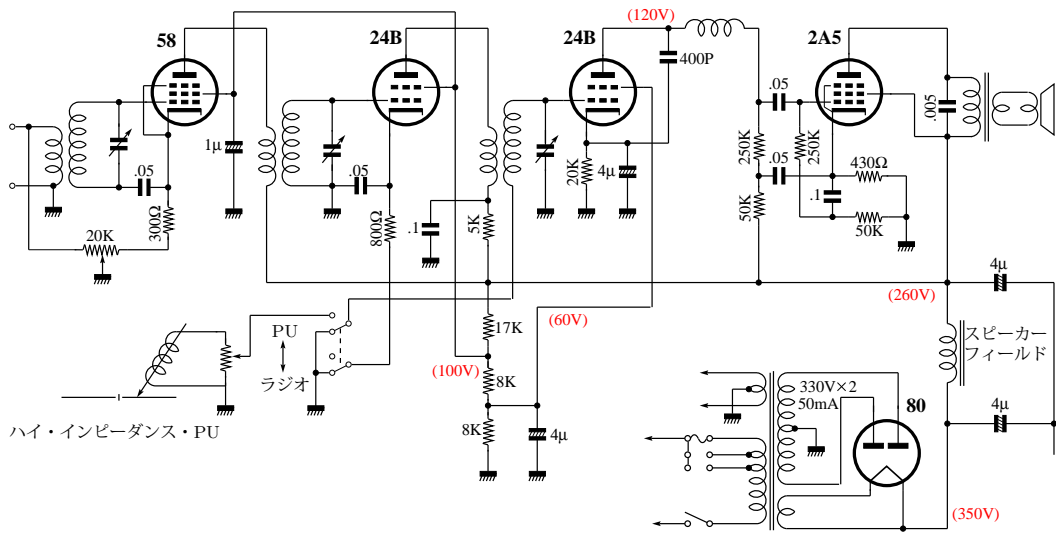 (120V)
58
24B
24B
2A5
400P
.05
.005
1μ
250K
250K
.05
.05
.05
20K
4μ
430Ω
300Ω
800Ω
.1
5K
50K
.1
50K
20K
4μ
(260V)
PU
17K
(60V)
スピーカー
フィールド
ラジオ
(100V)
8K
330V×2
50mA
80
4μ
ハイ・インピーダンス・PU
8K
4μ
(350V)